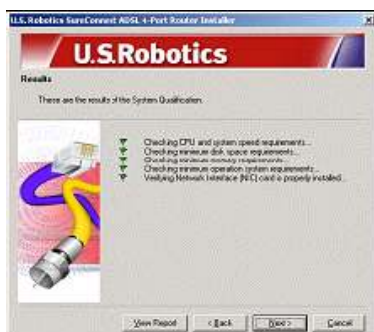 U.S. Robotics SureConnect ADSL 4-Port Router Installer
U.S.Robotics
Results
These are the results of the System Qualification.
Checking CPU and system speed requirements...
Checking minimum disk space requirements...
Checking minimum memory requirements...
Checking minimum operation system requirements...
Verifying Network Interface (NIC) card is properly installed...
View Report
< Back
Next >
Cancel